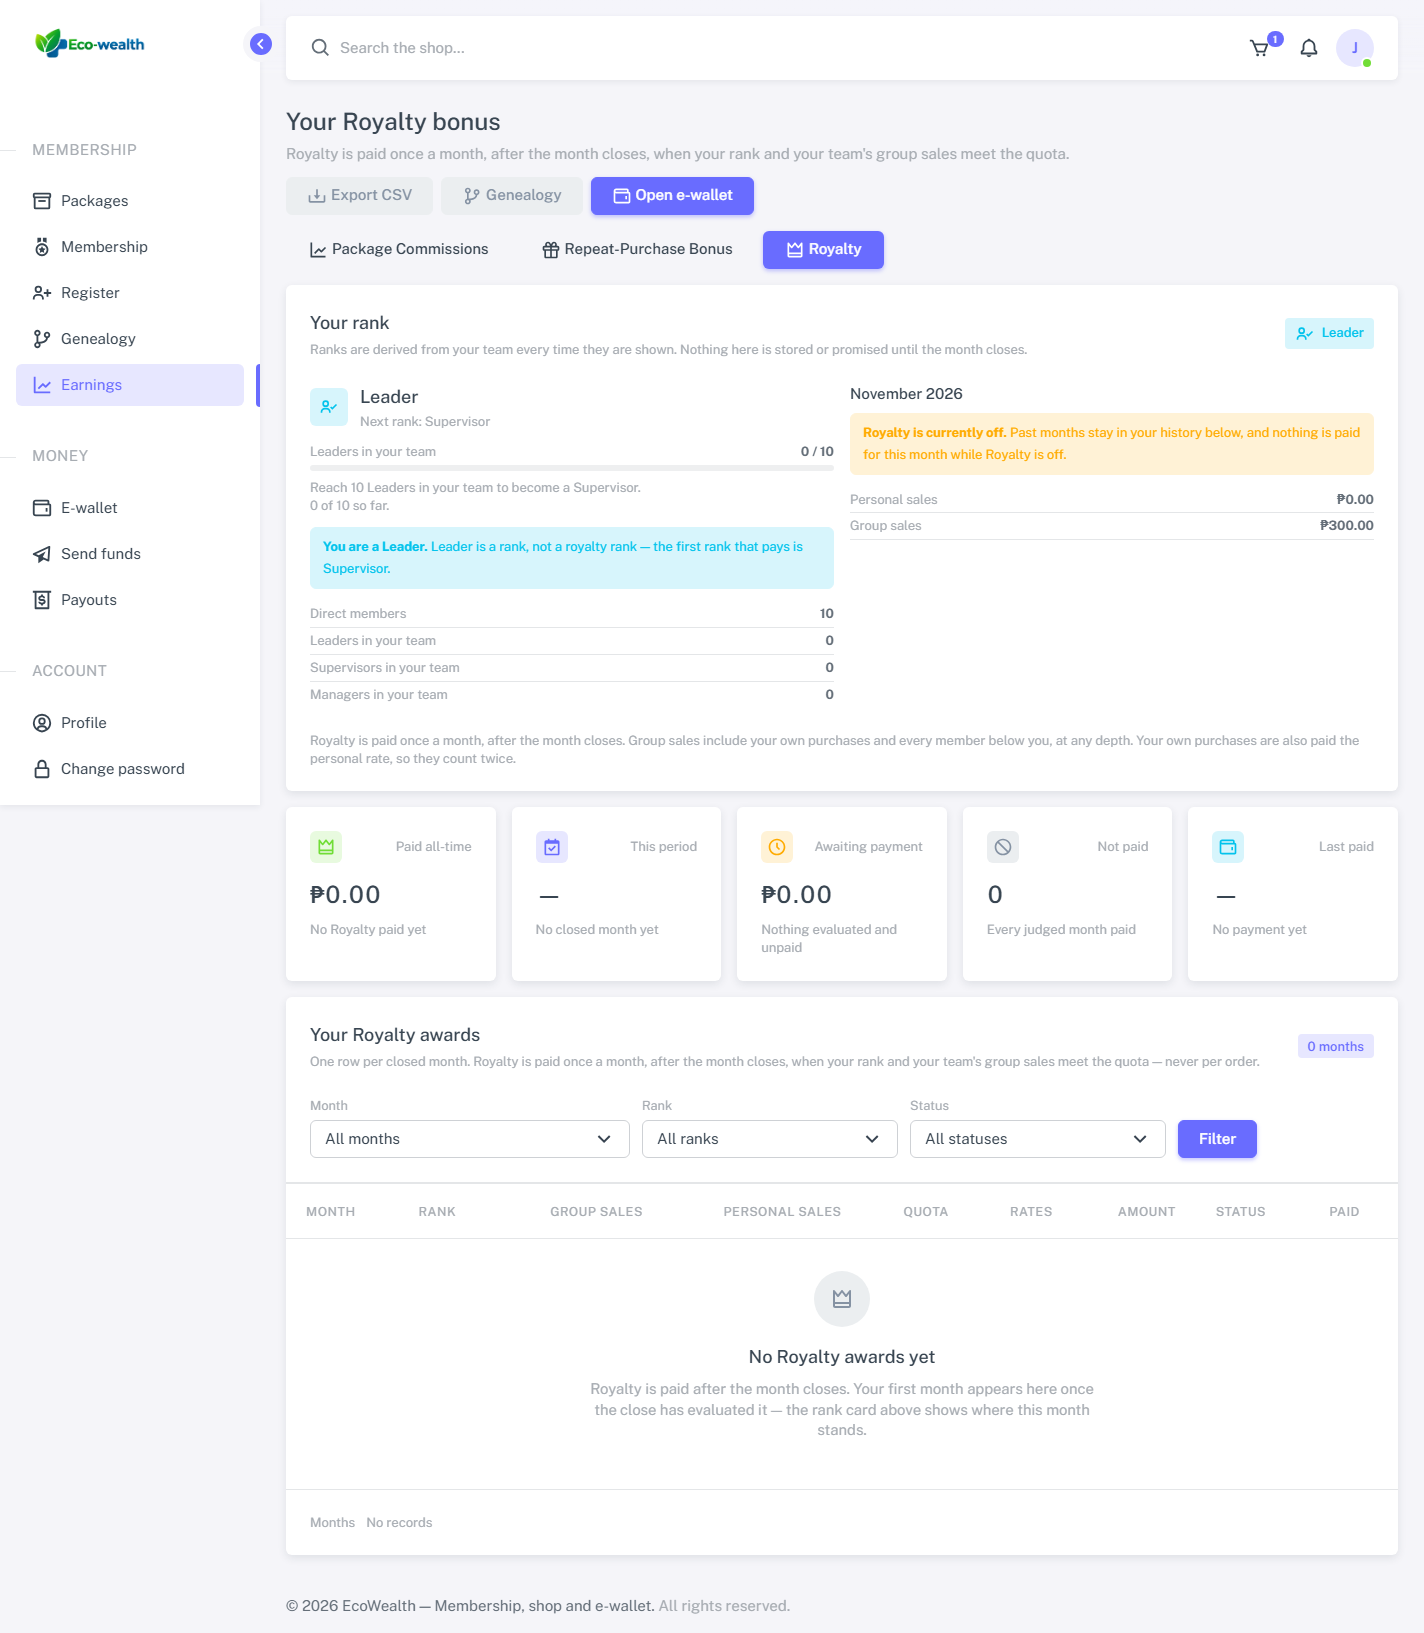 Eco-wealth
Search the shop...
1
J
MEMBERSHIP
Packages
Membership
Register
Genealogy
Earnings
MONEY
E-wallet
Send funds
Payouts
ACCOUNT
Profile
Change password
Your Royalty bonus
Royalty is paid once a month, after the month closes, when your rank and your team's group sales meet the quota.
Export CSV
Genealogy
Open e-wallet
Package Commissions
Repeat-Purchase Bonus
Royalty
Your rank
Ranks are derived from your team every time they are shown. Nothing here is stored or promised until the month closes.
Leader
Leader
Next rank: Supervisor
Leaders in your team 0 / 10
Reach 10 Leaders in your team to become a Supervisor.
0 of 10 so far.
You are a Leader. Leader is a rank, not a royalty rank — the first rank that pays is
Supervisor.
Direct members 10
Leaders in your team 0
Supervisors in your team 0
Managers in your team 0
November 2026
Royalty is currently off. Past months stay in your history below, and nothing is paid
for this month while Royalty is off.
Personal sales ₱0.00
Group sales ₱300.00
Royalty is paid once a month, after the month closes. Group sales include your own purchases and every member below you, at any depth. Your own purchases are also paid the
personal rate, so they count twice.
Paid all-time
₱0.00
No Royalty paid yet
This period
—
No closed month yet
Awaiting payment
₱0.00
Nothing evaluated and
unpaid
Not paid
0
Every judged month paid
Last paid
—
No payment yet
Your Royalty awards
One row per closed month. Royalty is paid once a month, after the month closes, when your rank and your team's group sales meet the quota — never per order.
0 months
Month
All months
Rank
All ranks
Status
All statuses
Filter
MONTH RANK GROUP SALES PERSONAL SALES QUOTA RATES AMOUNT STATUS PAID
No Royalty awards yet
Royalty is paid after the month closes. Your first month appears here once
the close has evaluated it — the rank card above shows where this month
stands.
Months No records
© 2026 EcoWealth — Membership, shop and e-wallet. All rights reserved.